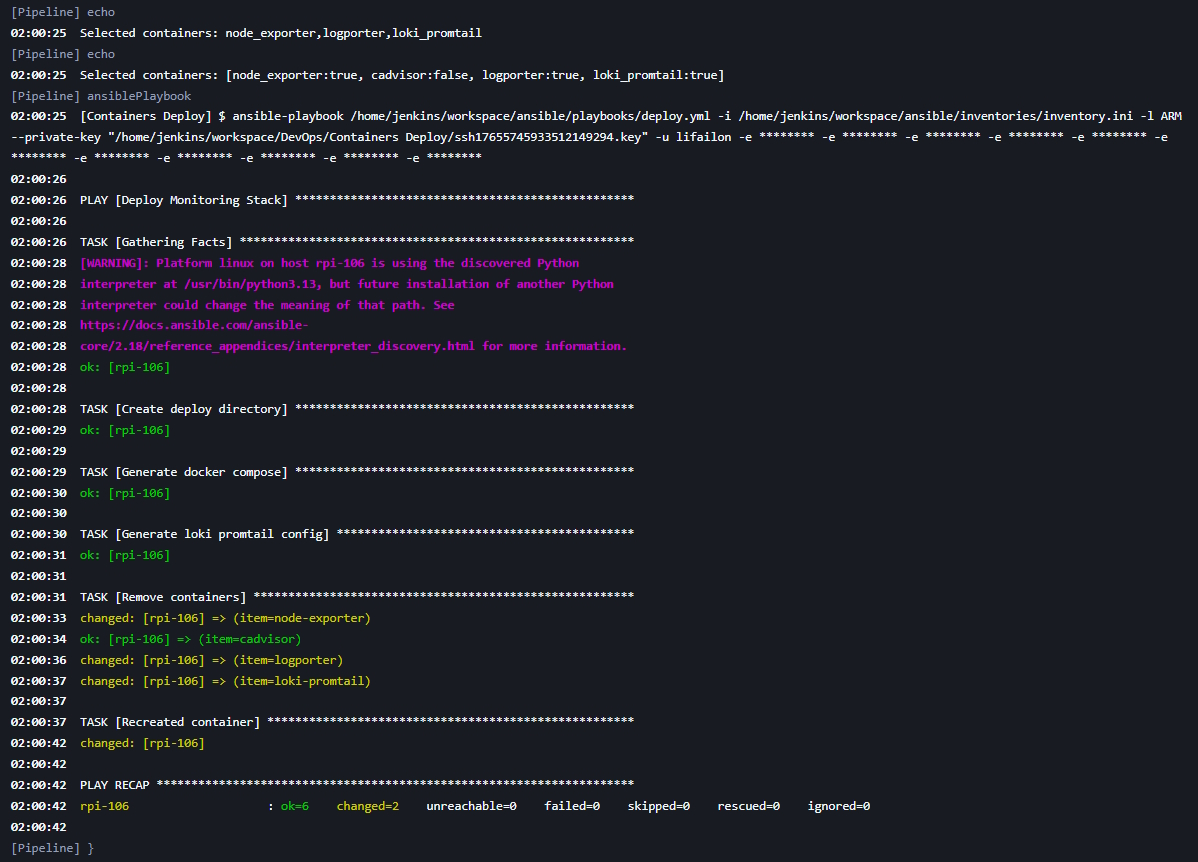 [Pipeline] echo
02:00:25 Selected containers: node_exporter,logporter,loki_promtail
[Pipeline] echo
02:00:25 Selected containers: [node_exporter:true, cadvisor:false, logporter:true, loki_promtail:true]
[Pipeline] ansiblePlaybook
02:00:25 [Containers Deploy] $ ansible-playbook /home/jenkins/workspace/ansible/playbooks/deploy.yml -i /home/jenkins/workspace/ansible/inventories/inventory.ini -l ARM
--private-key "/home/jenkins/workspace/DevOps/Containers Deploy/ssh17655745933512149294.key" -u lifailon -e ******** -e ******** -e ******** -e ******** -e ******** -e
******** -e ******** -e ******** -e ******** -e ******** -e ********
02:00:26
02:00:26 PLAY [Deploy Monitoring Stack] *************************************************
02:00:26
02:00:26 TASK [Gathering Facts] *********************************************************
02:00:28 [WARNING]: Platform linux on host rpi-106 is using the discovered Python
02:00:28 interpreter at /usr/bin/python3.13, but future installation of another Python
02:00:28 interpreter could change the meaning of that path. See
02:00:28 https://docs.ansible.com/ansible-
02:00:28 core/2.18/reference_appendices/interpreter_discovery.html for more information.
02:00:28 ok: [rpi-106]
02:00:28
02:00:28 TASK [Create deploy directory] *************************************************
02:00:29 ok: [rpi-106]
02:00:29
02:00:29 TASK [Generate docker compose] *************************************************
02:00:30 ok: [rpi-106]
02:00:30
02:00:30 TASK [Generate loki promtail config] *******************************************
02:00:31 ok: [rpi-106]
02:00:31
02:00:31 TASK [Remove containers] *******************************************************
02:00:33 changed: [rpi-106] => (item=node-exporter)
02:00:34 ok: [rpi-106] => (item=cadvisor)
02:00:36 changed: [rpi-106] => (item=logporter)
02:00:37 changed: [rpi-106] => (item=loki-promtail)
02:00:37
02:00:37 TASK [Recreated container] *****************************************************
02:00:42 changed: [rpi-106]
02:00:42
02:00:42 PLAY RECAP *********************************************************************
02:00:42 rpi-106 : ok=6 changed=2 unreachable=0 failed=0 skipped=0 rescued=0 ignored=0
02:00:42
[Pipeline] }